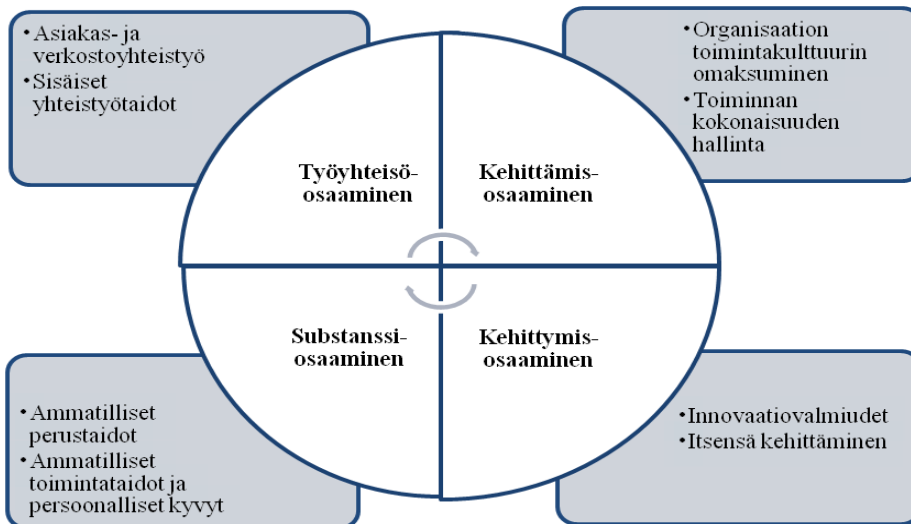 • Asiakas- ja
verkostoyhteistyö
• Sisäiset
yhteistyötaidot
• Organisaation
toimintakulttuurin
omaksuminen
• Toiminnan
kokonaisuuden
hallinta
Työyhteisö-
osaaminen
Kehittämis-
osaaminen
Substanssi-
osaaminen
Kehittymis-
osaaminen
• Ammatilliset
perustaidot
• Ammatilliset
toimintataidot ja
persoonalliset kyvyt
• Innovaatiovalmiudet
• Itsensä kehittäminen